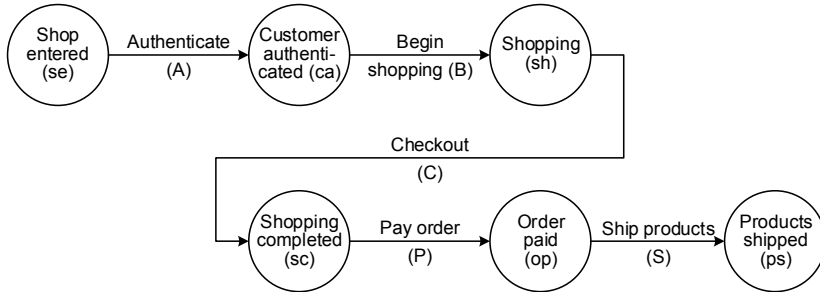 Shop
entered
(se)
Authenticate
(A)
Customer
authenti-
cated (ca)
Begin
shopping (B)
Shopping
(sh)
Checkout
(C)
Shopping
completed
(sc)
Pay order
(P)
Order
paid
(op)
Ship products
(S)
Products
shipped
(ps)